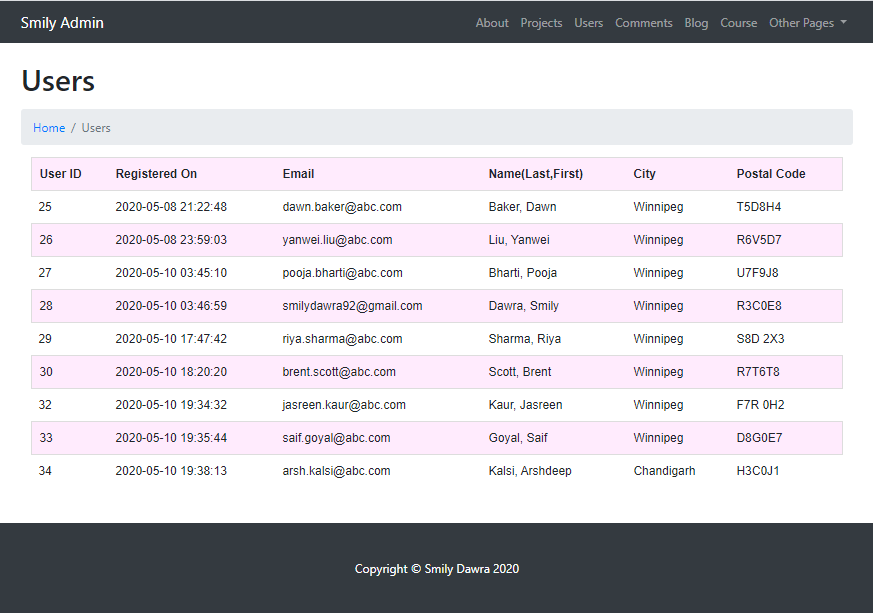 Smily Admin About Projects Users Comments Blog Course Other Pages
Users
Home / Users
User ID Registered On Email Name(Last,First) City Postal Code
25 2020-05-08 21:22:48 dawn.baker@abc.com Baker, Dawn Winnipeg T5D8H4
26 2020-05-08 23:59:03 yanwei.liu@abc.com Liu, Yanwei Winnipeg R6V5D7
27 2020-05-10 03:45:10 pooja.bharti@abc.com Bharti, Pooja Winnipeg U7F9J8
28 2020-05-10 03:46:59 smilydawra92@gmail.com Dawra, Smily Winnipeg R3C0E8
29 2020-05-10 17:47:42 riya.sharma@abc.com Sharma, Riya Winnipeg S8D 2X3
30 2020-05-10 18:20:20 brent.scott@abc.com Scott, Brent Winnipeg R7T6T8
32 2020-05-10 19:34:32 jasreen.kaur@abc.com Kaur, Jasreen Winnipeg F7R 0H2
33 2020-05-10 19:35:44 saif.goyal@abc.com Goyal, Saif Winnipeg D8G0E7
34 2020-05-10 19:38:13 arsh.kalsi@abc.com Kalsi, Arshdeep Chandigarh H3C0J1
Copyright © Smily Dawra 2020